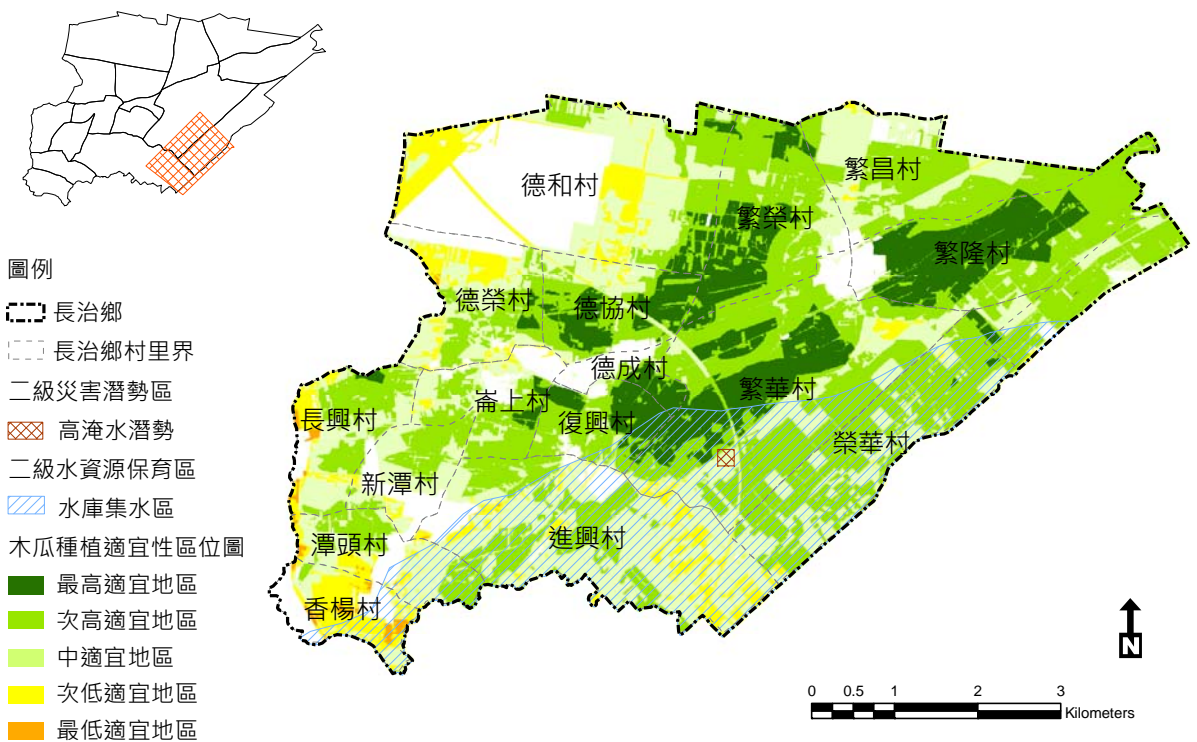 圖例
長治鄉
長治鄉村里界
二級災害潛勢區
高淹水潛勢
二級水資源保育區
水庫集水區
木瓜種植適宜性區位圖
最高適宜地區
次高適宜地區
中適宜地區
次低適宜地區
最低適宜地區
德和村
繁昌村
繁榮村
繁隆村
德榮村
德協村
德成村
繁華村
崙上村
長興村
復興村
榮華村
新潭村
進興村
潭頭村
香楊村
N
0 0.5 1 2 3
Kilometers